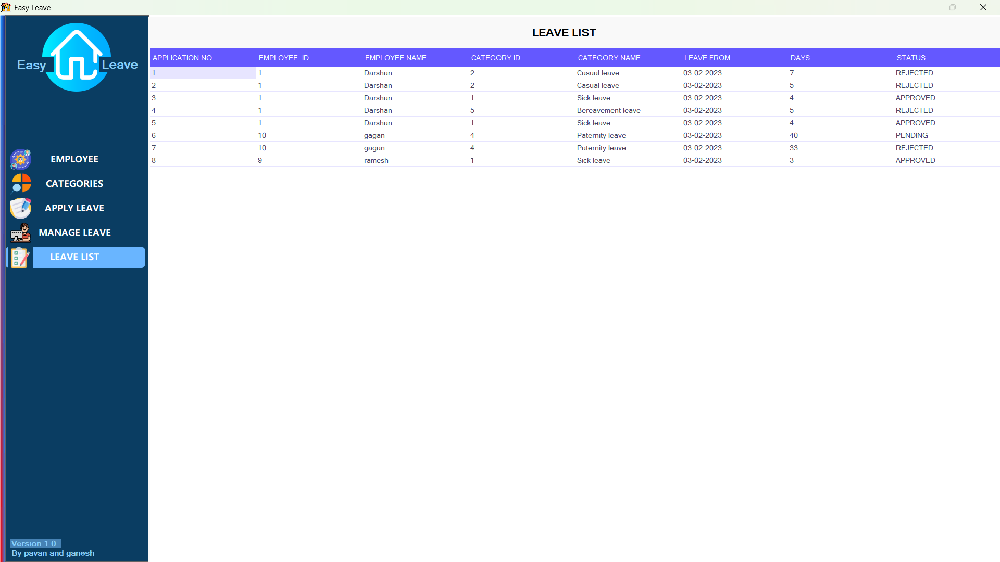 Easy Leave
Easy Leave
EMPLOYEE
CATEGORIES
APPLY LEAVE
MANAGE LEAVE
LEAVE LIST
Version 1.0
By pavan and ganesh
LEAVE LIST
APPLICATION NO EMPLOYEE  ID EMPLOYEE NAME CATEGORY ID CATEGORY NAME LEAVE FROM DAYS STATUS
1 1 Darshan 2 Casual leave 03-02-2023 7 REJECTED
2 1 Darshan 2 Casual leave 03-02-2023 5 REJECTED
3 1 Darshan 1 Sick leave 03-02-2023 4 APPROVED
4 1 Darshan 5 Bereavement leave 03-02-2023 5 REJECTED
5 1 Darshan 1 Sick leave 03-02-2023 4 APPROVED
6 10 gagan 4 Paternity leave 03-02-2023 40 PENDING
7 10 gagan 4 Paternity leave 03-02-2023 33 REJECTED
8 9 ramesh 1 Sick leave 03-02-2023 3 APPROVED